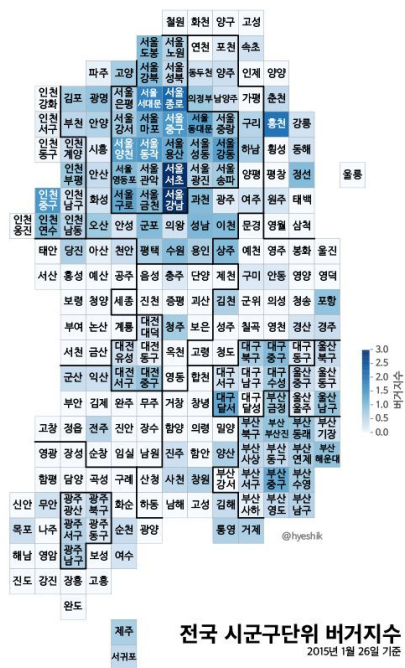 철원 화천 양구 고성
서울 도봉 서울 노원 연천 포천 속초
파주 고양 서울 강북 서울 성북 동두천 양주 인제 양양
인천 강화 김포 광명 서울 은평 서울 서대문 서울 종로 의정부 남양주 가평 춘천
인천 서구 부천 안양 서울 강서 서울 마포 서울 중구 서울 동대문 서울 중랑 구리 홍천 강릉
인천 동구 인천 계양 시흥 서울 양천 서울 동작 서울 용산 서울 성동 서울 강동 하남 횡성 동해
인천 부평 안산 서울 영등포 서울 관악 서울 서초 서울 광진 서울 송파 양평 평창 정선 울릉
인천 중구 인천 남구 화성 서울 구로 서울 금천 서울 강남 과천 광주 여주 원주 태백
인천 옹진 인천 연수 인천 남동 오산 안성 군포 의왕 성남 이천 문경 영월 삼척
태안 당진 아산 천안 평택 수원 용인 상주 예천 영주 봉화 울진
서산 홍성 예산 공주 음성 충주 단양 제천 구미 안동 영양 영덕
보령 청양 세종 진천 증평 괴산 김천 군위 의성 청송 포항
부여 논산 계룡 대전 대덕 청주 보은 성주 칠곡 영천 경산 경주
서천 금산 대전 유성 대전 동구 옥천 고령 청도 대구 북구 대구 중구 대구 동구 울산 북구
군산 익산 대전 서구 대전 중구 영동 합천 대구 서구 대구 남구 대구 수성 울산 중구 울산 동구
부안 김제 완주 무주 거창 창녕 대구 달서 대구 달성 부산 금정 울산 울주 울산 남구
고창 정읍 전주 진안 장수 함양 의령 밀양 부산 북구 부산 부산진 부산 동래 부산 기장
영광 장성 순창 임실 남원 진주 함안 양산 부산 사상 부산 동구 부산 연제 부산 해운대
함평 담양 곡성 구례 산청 사천 창원 부산 강서 부산 서구 부산 중구 부산 수영
신안 무안 광주 광산 광주 북구 화순 하동 남해 고성 김해 부산 사하 부산 영도 부산 남구
목포 나주 광주 서구 광주 동구 순천 광양 통영 거제
해남 영암 광주 남구 보성 여수
진도 강진 장흥 고흥
완도
제주
서귀포
3.0
2.5
2.0
1.5
1.0
0.5
0.0
버거지수
@hyeshik
전국 시군구단위 버거지수
2015년 1월 26일 기준